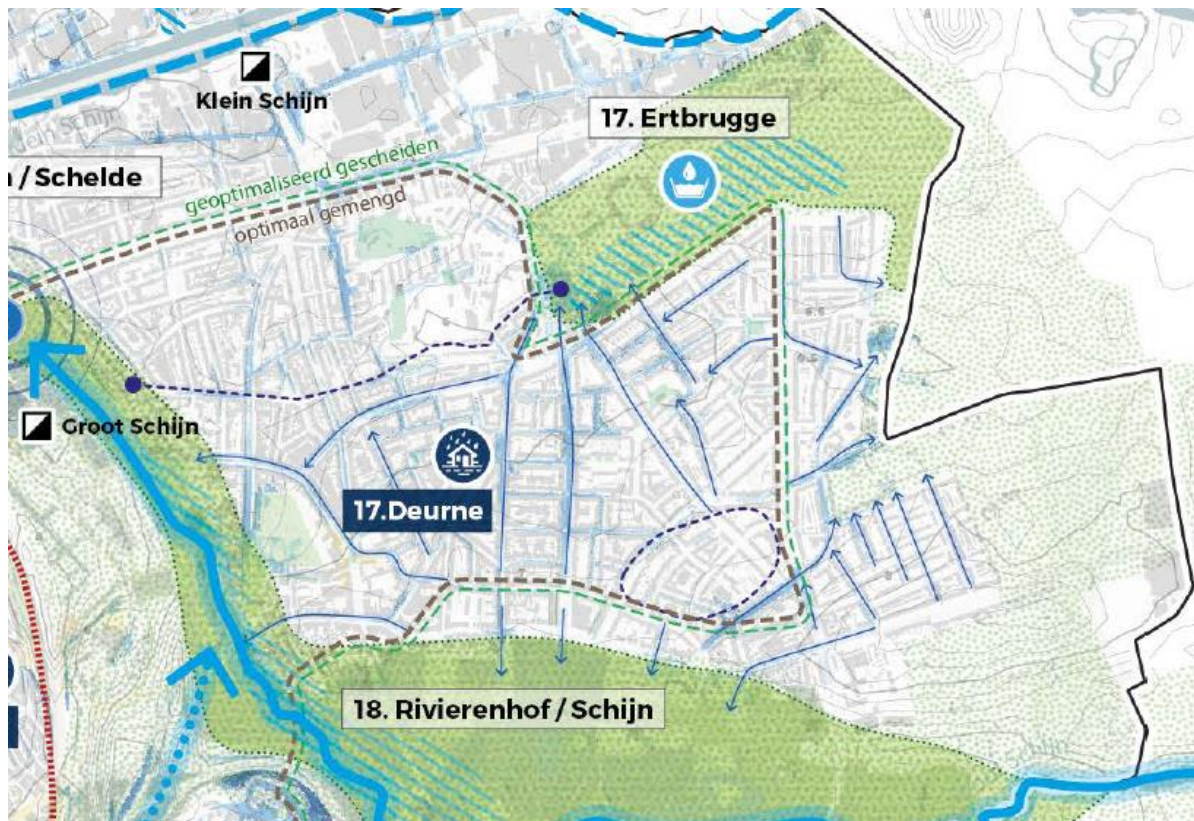 Klein Schijn
17. Ertbrugge
n / Schelde
geoptimaliseerd gescheiden
optimaal gemengd
Groot Schijn
17.Deurne
18. Rivierenhof / Schijn